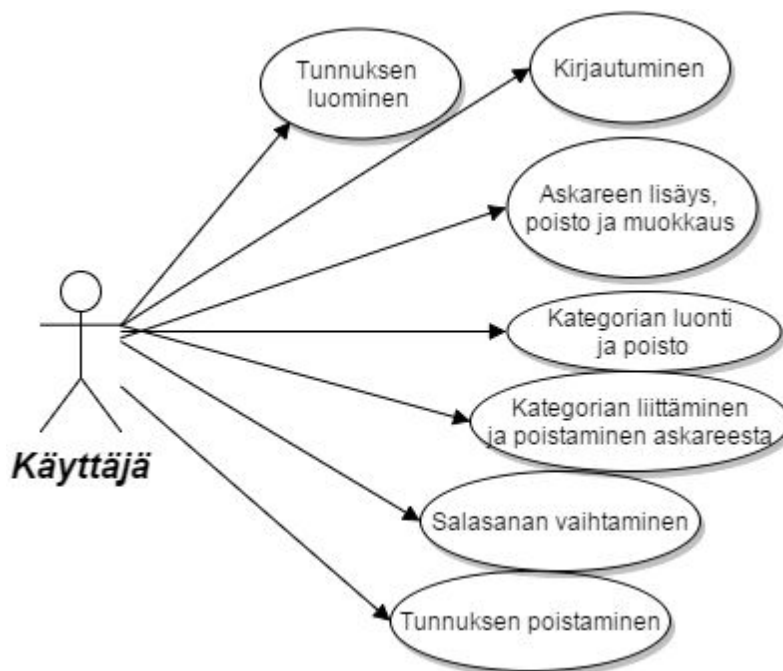 Tunnuksen
luominen
Kirjautuminen
Askareen lisäys,
poisto ja muokkaus
Kategorian luonti
ja poisto
Kategorian liittäminen
ja poistaminen askareesta
Käyttäjä
Salasanan vaihtaminen
Tunnuksen poistaminen